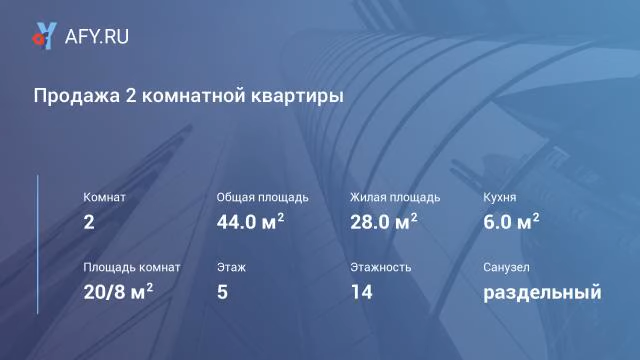 AFY.RU
Продажа 2 комнатной квартиры
Комнат Общая площадь Жилая площадь Кухня
2 44.0 м² 28.0 м² 6.0 м²
Площадь комнат Этаж Этажность Санузел
20/8 м² 5 14 раздельный